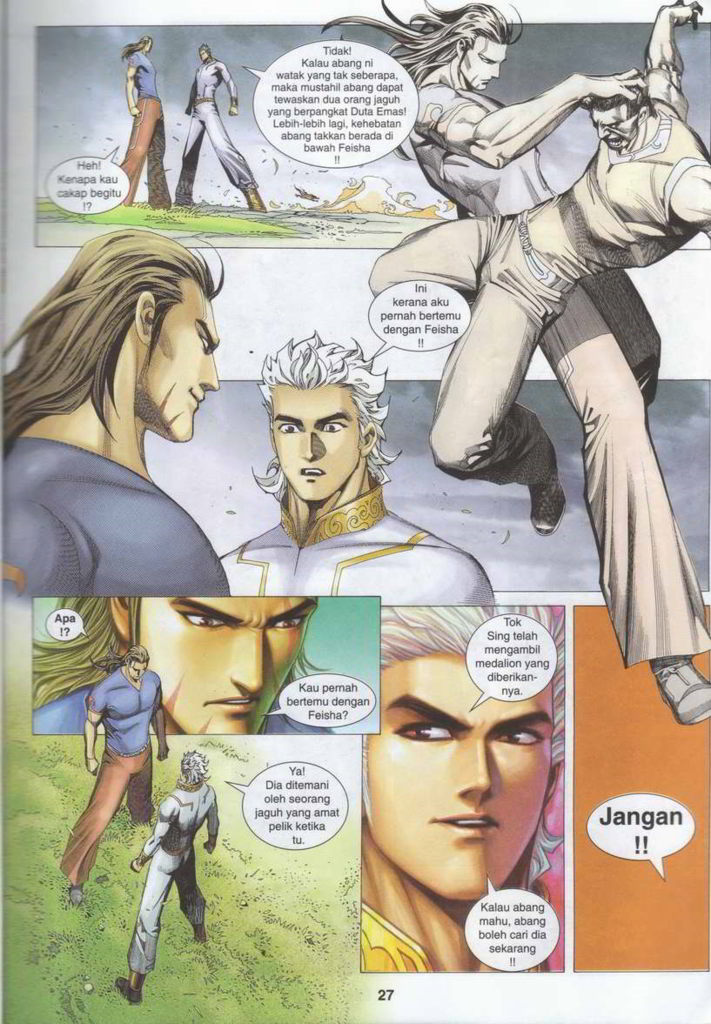 Tidak!
Kalau abang ni
watak yang tak seberapa,
maka mustahil abang dapat
tewaskan dua orang jaguh
yang berpangkat Duta Emas!
Lebih-lebih lagi, kehebatan
abang takkan berada di
bawah Feisha
!!
Heh!
Kenapa kau
cakap begitu
!?
Ini
kerana aku
pernah bertemu
dengan Feisha
!!
Apa
!?
Kau pernah
bertemu dengan
Feisha?
Ya!
Dia ditemani
oleh seorang
jaguh yang amat
pelik ketika
tu.
Tok
Sing telah
mengambil
medalion yang
diberikan-
nya.
Kalau abang
mahu, abang
boleh cari dia
sekarang
!!
Jangan
!!
27